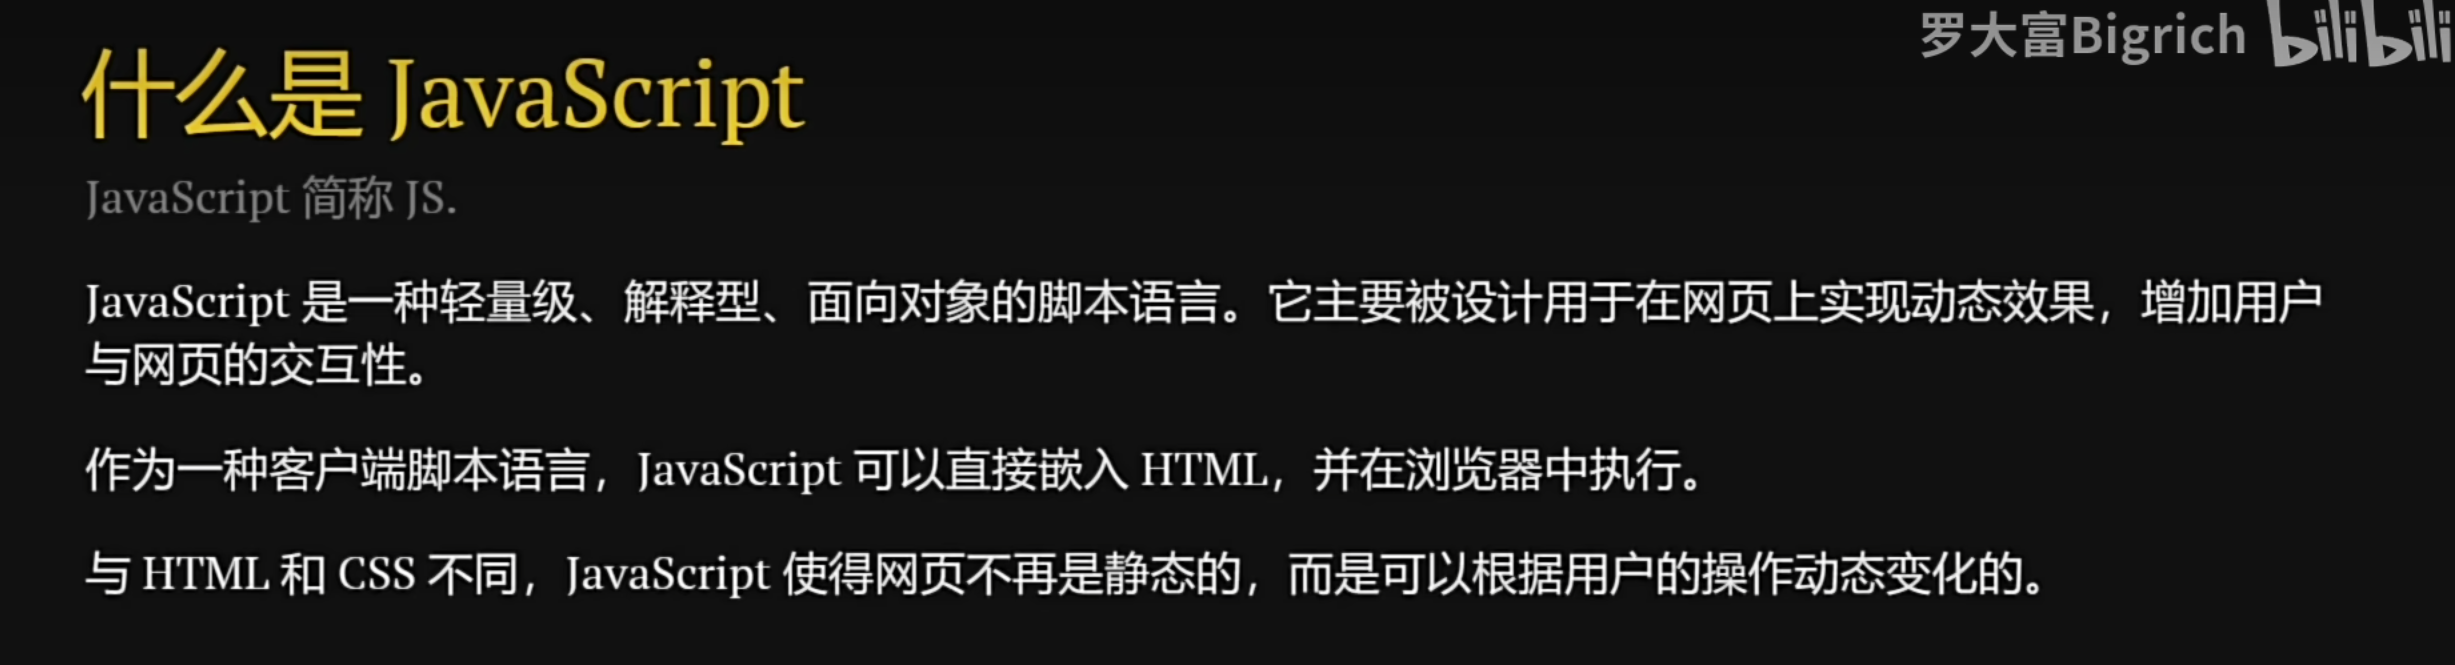 罗大富Bigrich bilibili
什么是 JavaScript
JavaScript 简称 JS.
JavaScript 是一种轻量级、解释型、面向对象的脚本语言。它主要被设计用于在网页上实现动态效果，增加用户
与网页的交互性。
作为一种客户端脚本语言，JavaScript 可以直接嵌入 HTML，并在浏览器中执行。
与 HTML 和 CSS 不同，JavaScript 使得网页不再是静态的，而是可以根据用户的操作动态变化的。